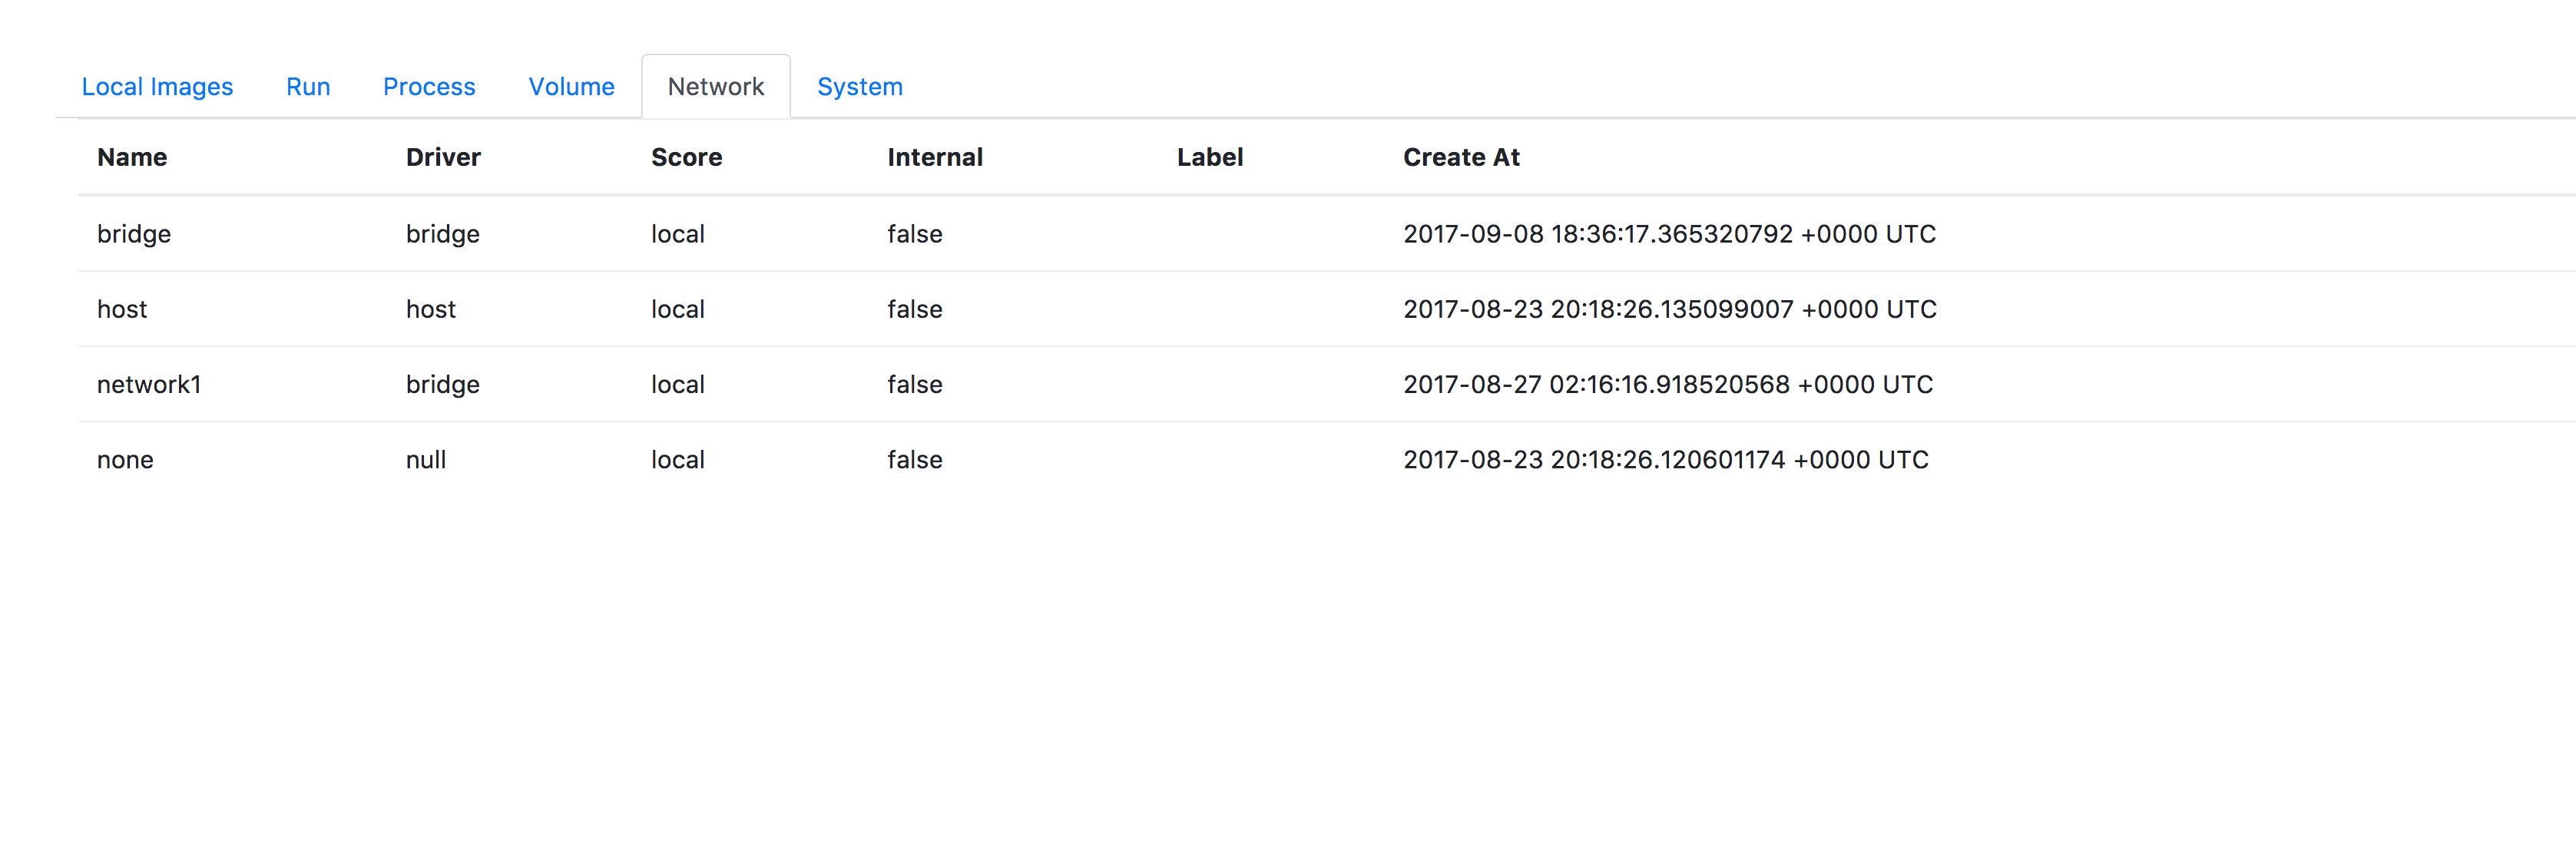 Local Images Run Process Volume Network System
Name Driver Score Internal Label Create At
bridge bridge local false 2017-09-08 18:36:17.365320792 +0000 UTC
host host local false 2017-08-23 20:18:26.135099007 +0000 UTC
network1 bridge local false 2017-08-27 02:16:16.918520568 +0000 UTC
none null local false 2017-08-23 20:18:26.120601174 +0000 UTC